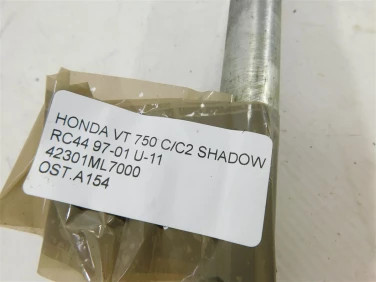 HONDA VT 750 C/C2 SHADOW
RC44 97-01 U-11
42301ML7000
OST.A154